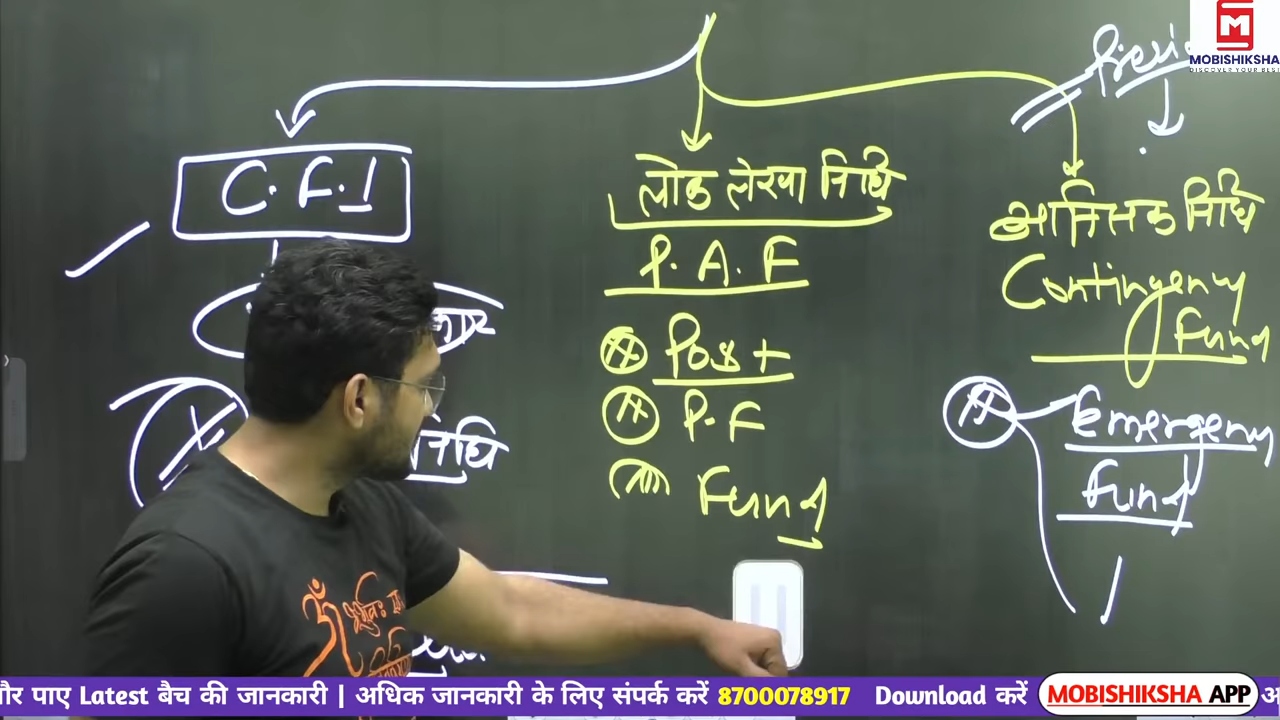 M
MOBISHIKSHA
C.F.I
लोक लेखा निधि
P.A.F
Post
P.F
Fund
आकस्मिक निधि
Contingency
Fund
Emergency
Fund
निधि
ॐ
और पाए Latest बैच की जानकारी | अधिक जानकारी के लिए संपर्क करें 8700078917 Download करें MOBISHIKSHA APP